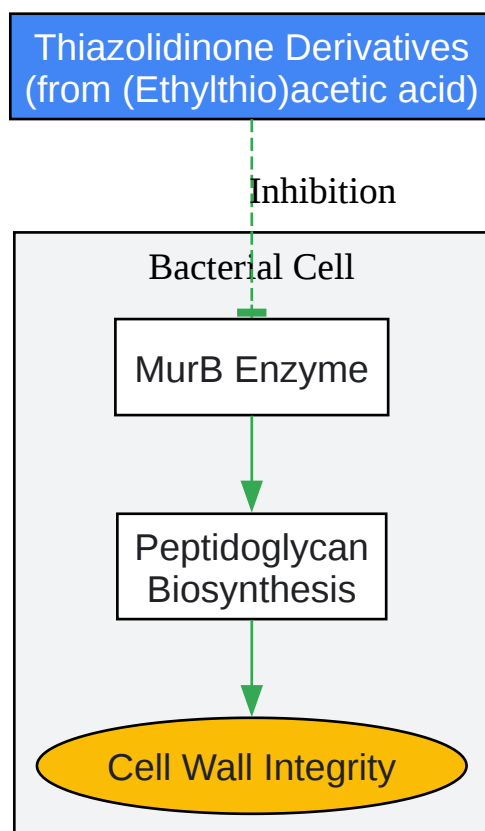 Thiazolidinone Derivatives
(from (Ethylthio)acetic acid)
Inhibition
Bacterial Cell
MurB Enzyme
Peptidoglycan
Biosynthesis
Cell Wall Integrity